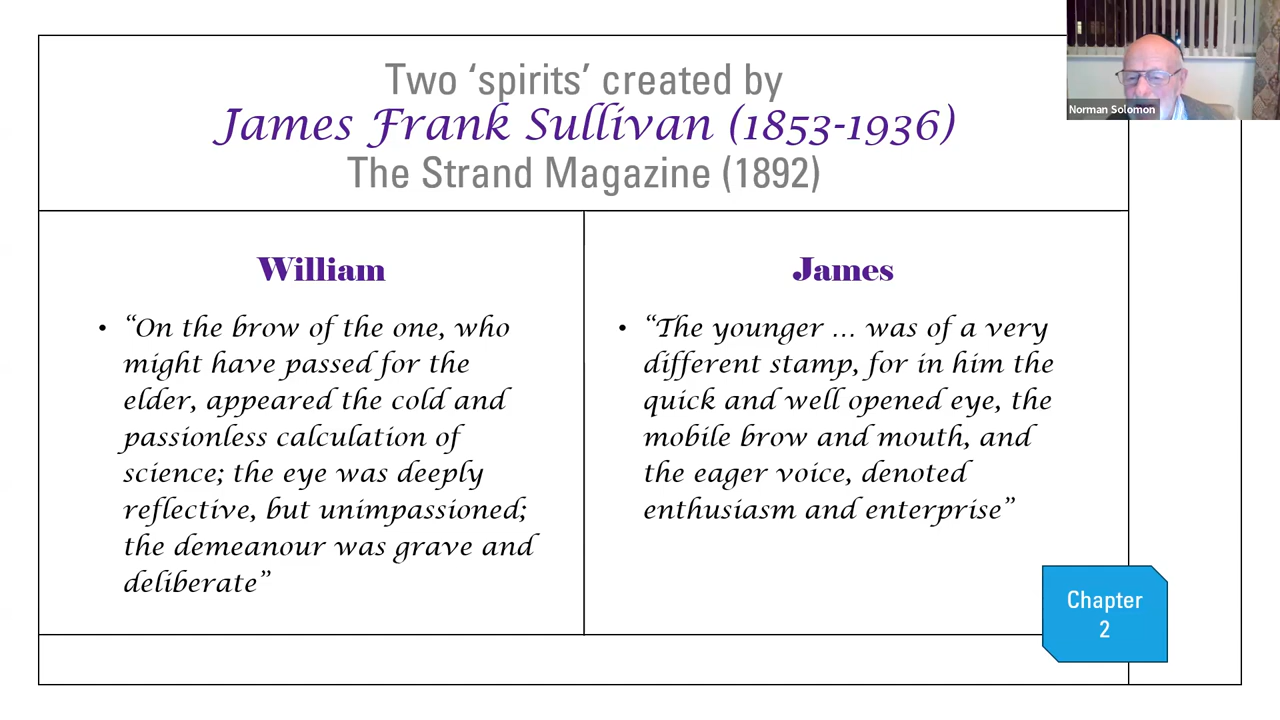 Two ‘spirits’ created by
James Frank Sullivan (1853-1936)
The Strand Magazine (1892)
Norman Solomon
William
• “On the brow of the one, who
might have passed for the
elder, appeared the cold and
passionless calculation of
science; the eye was deeply
reflective, but unimpassioned;
the demeanour was grave and
deliberate”
James
• “The younger … was of a very
different stamp, for in him the
quick and well opened eye, the
mobile brow and mouth, and
the eager voice, denoted
enthusiasm and enterprise”
Chapter
2